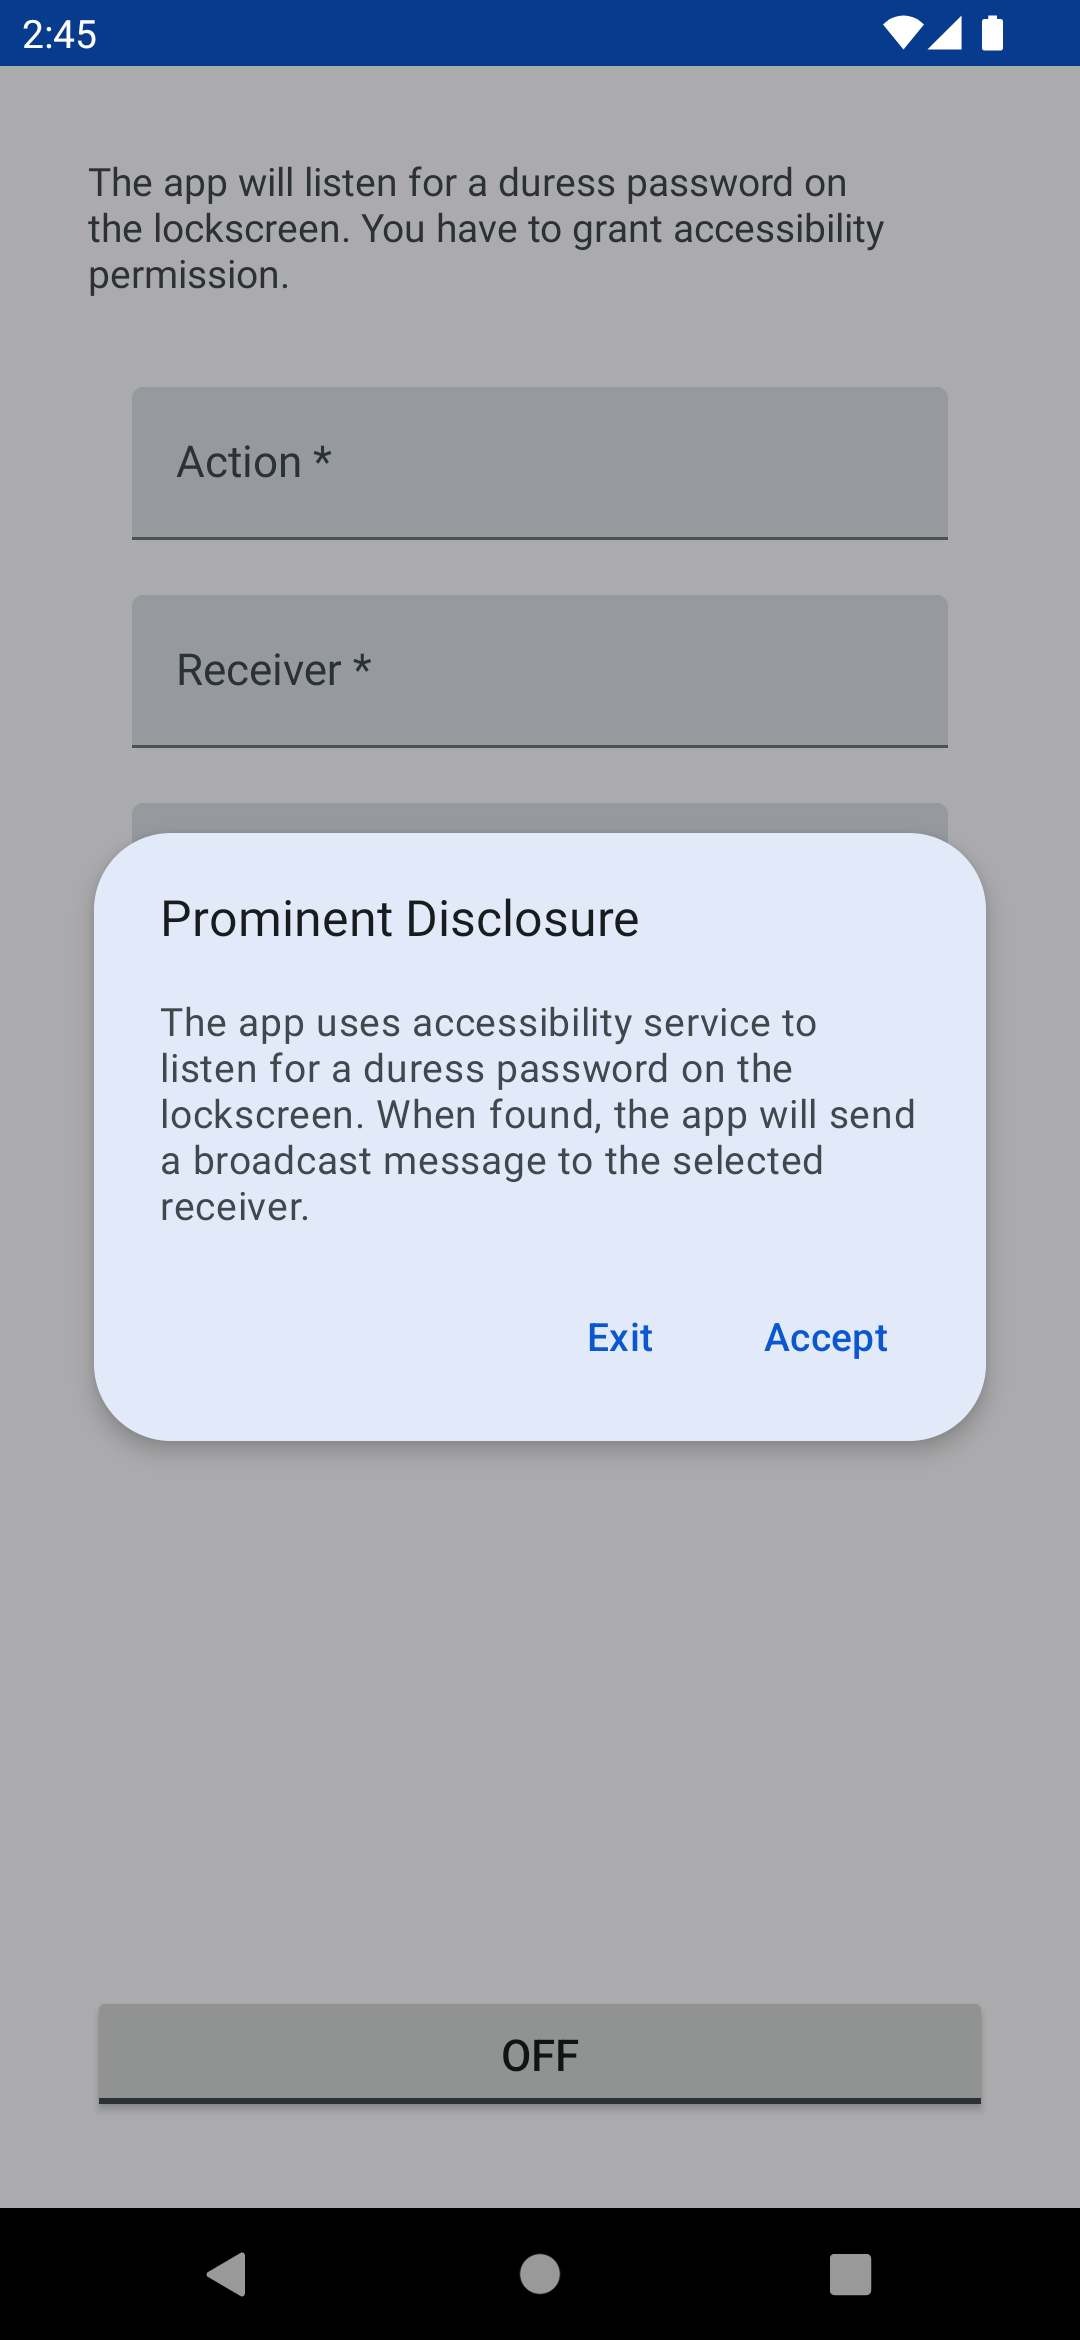 2:45
The app will listen for a duress password on
the lockscreen. You have to grant accessibility
permission.
Action *
Receiver *
Prominent Disclosure
The app uses accessibility service to
listen for a duress password on the
lockscreen. When found, the app will send
a broadcast message to the selected
receiver.
Exit Accept
OFF